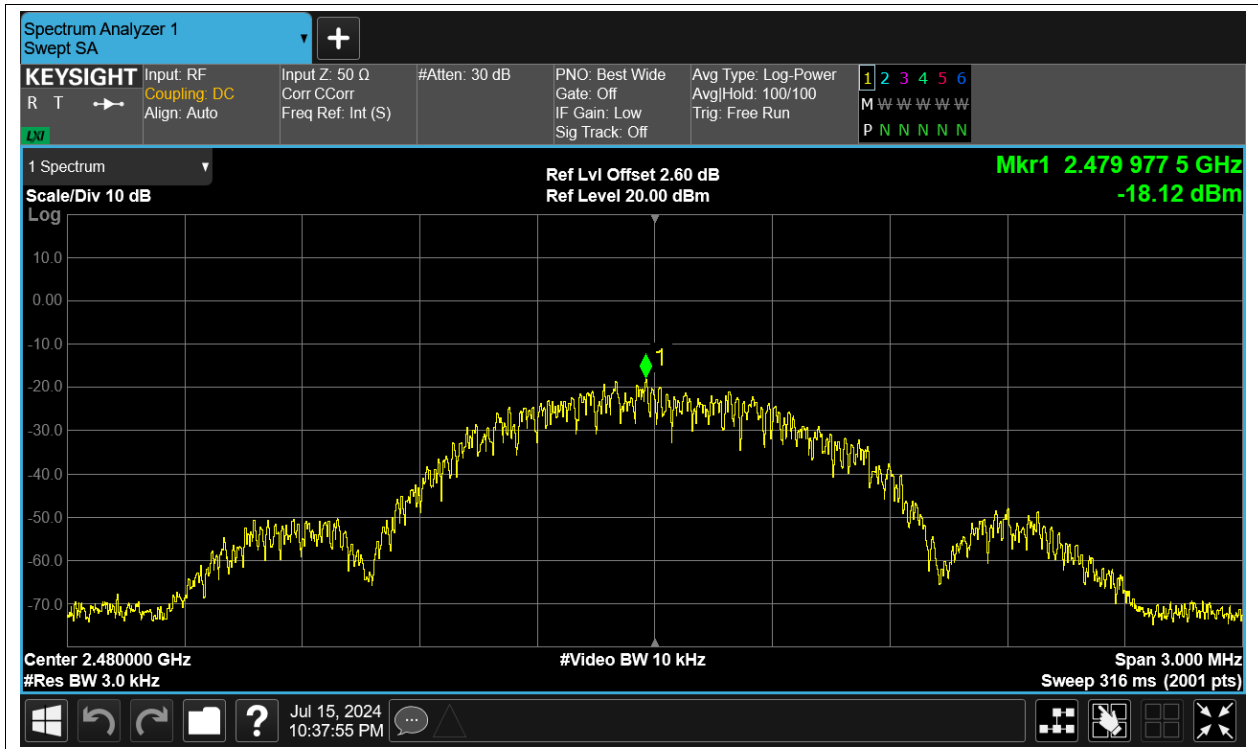 Spectrum Analyzer 1
Swept SA
+
KEYSIGHT
R T
LXI
Input: RF
Coupling: DC
Align: Auto
Input Z: 50 Ω
Corr CCorr
Freq Ref: Int (S)
#Atten: 30 dB
PNO: Best Wide
Gate: Off
IF Gain: Low
Sig Track: Off
Avg Type: Log-Power
Avg|Hold: 100/100
Trig: Free Run
1 2 3 4 5 6
M W W W W W
P N N N N N
1 Spectrum
Scale/Div 10 dB
Log
Ref Lvl Offset 2.60 dB
Ref Level 20.00 dBm
Mkr1 2.479 977 5 GHz
-18.12 dBm
10.0
0.00
-10.0
1
-20.0
-30.0
-40.0
-50.0
-60.0
-70.0
Center 2.480000 GHz
#Video BW 10 kHz
Span 3.000 MHz
#Res BW 3.0 kHz
Sweep 316 ms (2001 pts)
?
Jul 15, 2024
10:37:55 PM